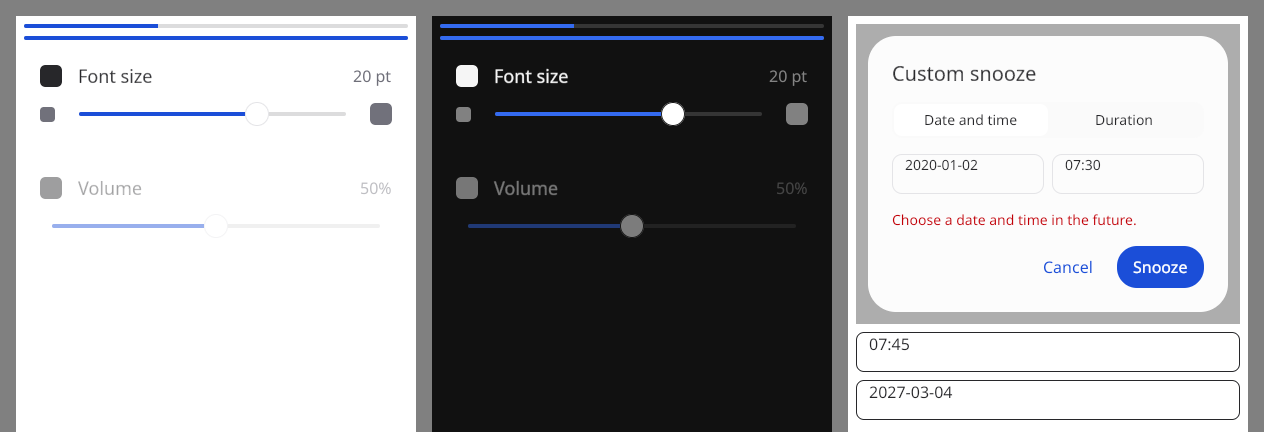 Font size 20 pt
Volume 50%
Font size 20 pt
Volume 50%
Custom snooze
Date and time Duration
2020-01-02 07:30
Choose a date and time in the future.
Cancel Snooze
07:45
2027-03-04